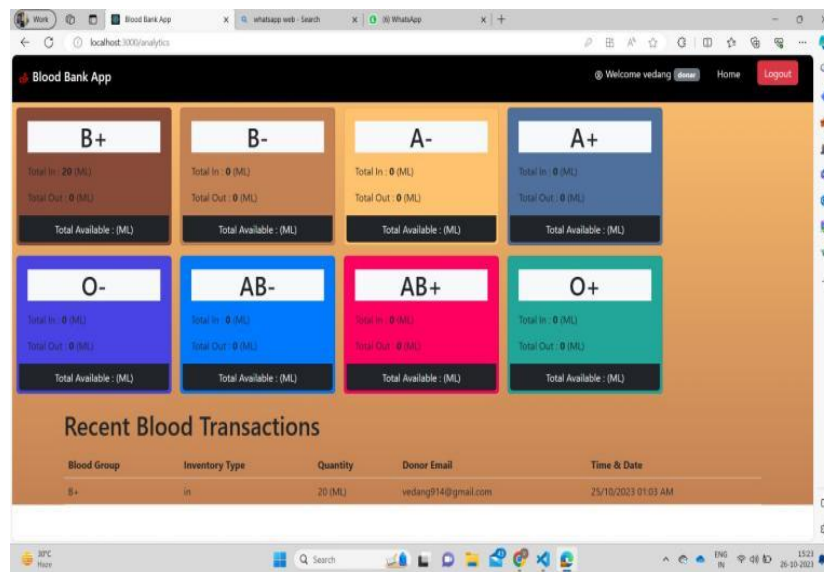 Work
Blood Bank App
whatsapp web - Search
(6) WhatsApp
localhost:3000/analytics
Blood Bank App
Welcome vedang donar Home Logout
B+ B- A- A+
Total In : 20 (ML) Total In : 0 (ML) Total In : 0 (ML) Total In : 0 (ML)
Total Out : 0 (ML) Total Out : 0 (ML) Total Out : 0 (ML) Total Out : 0 (ML)
Total Available : (ML) Total Available : (ML) Total Available : (ML) Total Available : (ML)
O- AB- AB+ O+
Total In : 0 (ML) Total In : 0 (ML) Total In : 0 (ML) Total In : 0 (ML)
Total Out : 0 (ML) Total Out : 0 (ML) Total Out : 0 (ML) Total Out : 0 (ML)
Total Available : (ML) Total Available : (ML) Total Available : (ML) Total Available : (ML)
Recent Blood Transactions
Blood Group Inventory Type Quantity Donor Email Time & Date
B+ in 20 (ML) vedang914@gmail.com 25/10/2023 01:03 AM
30°C
Haze
Search
ENG
IN
15:23
26-10-2023